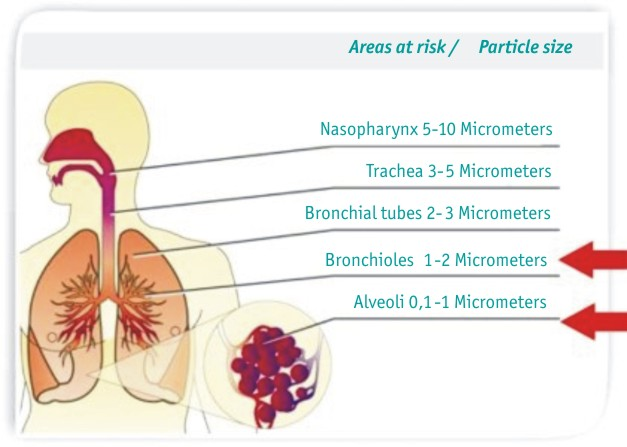 Areas at risk / Particle size
Nasopharynx 5-10 Micrometers
Trachea 3-5 Micrometers
Bronchial tubes 2-3 Micrometers
Bronchioles 1-2 Micrometers
Alveoli 0,1-1 Micrometers